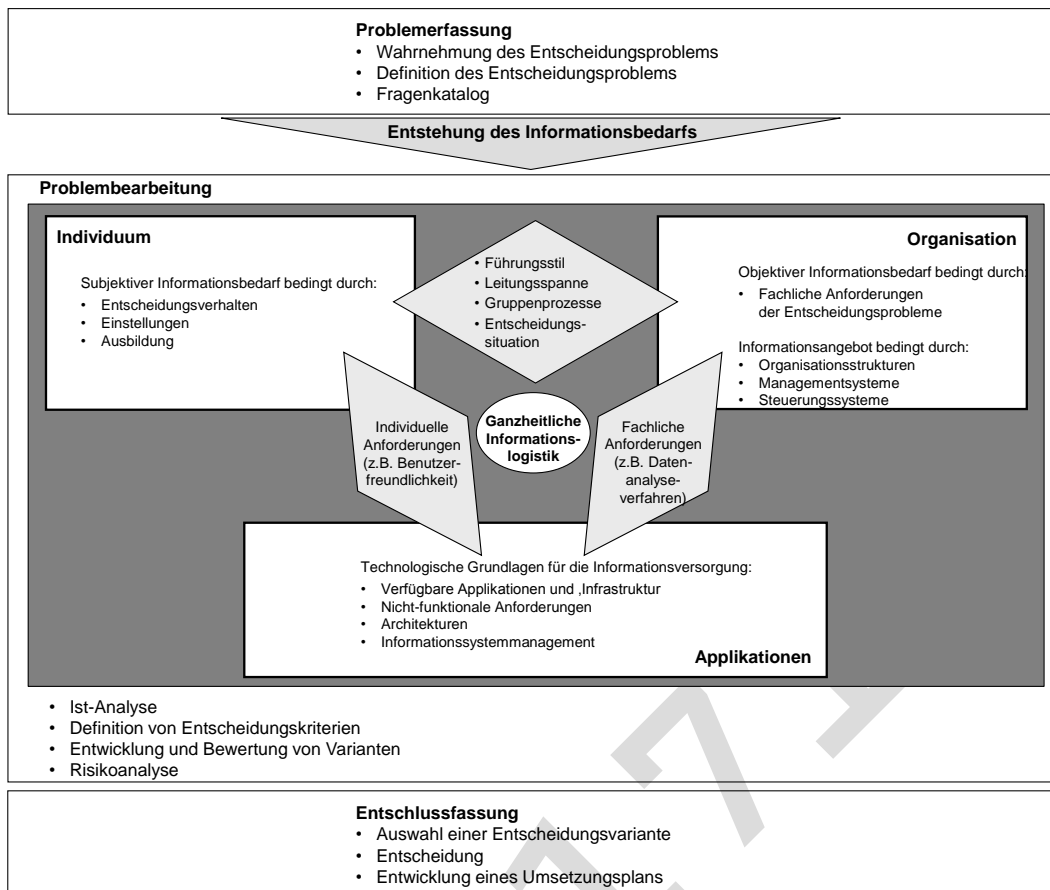 Problemerfassung
• Wahrnehmung des Entscheidungsproblems
• Definition des Entscheidungsproblems
• Fragenkatalog
Entstehung des Informationsbedarfs
Problembearbeitung
Individuum
Subjektiver Informationsbedarf bedingt durch:
• Entscheidungsverhalten
• Einstellungen
• Ausbildung
• Führungsstil
• Leitungsspanne
• Gruppenprozesse
• Entscheidungs-
situation
Organisation
Objektiver Informationsbedarf bedingt durch:
• Fachliche Anforderungen
der Entscheidungsprobleme
Informationsangebot bedingt durch:
• Organisationsstrukturen
• Managementsysteme
• Steuerungssysteme
Individuelle
Anforderungen
(z.B. Benutzer-
freundlichkeit)
Ganzheitliche
Informations-
logistik
Fachliche
Anforderungen
(z.B. Daten-
analyse-
verfahren)
Technologische Grundlagen für die Informationsversorgung:
• Verfügbare Applikationen und ‚Infrastruktur
• Nicht-funktionale Anforderungen
• Architekturen
• Informationssystemmanagement
Applikationen
• Ist-Analyse
• Definition von Entscheidungskriterien
• Entwicklung und Bewertung von Varianten
• Risikoanalyse
Entschlussfassung
• Auswahl einer Entscheidungsvariante
• Entscheidung
• Entwicklung eines Umsetzungsplans